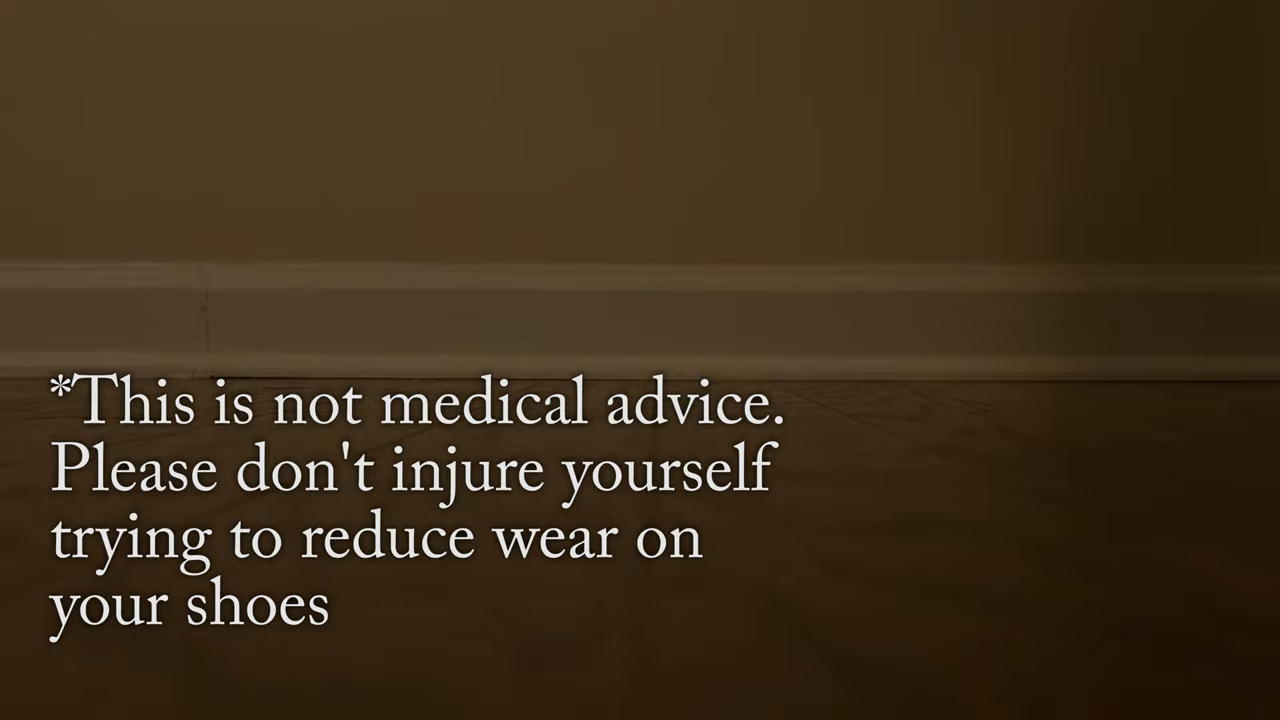 *This is not medical advice.
Please don't injure yourself
trying to reduce wear on
your shoes